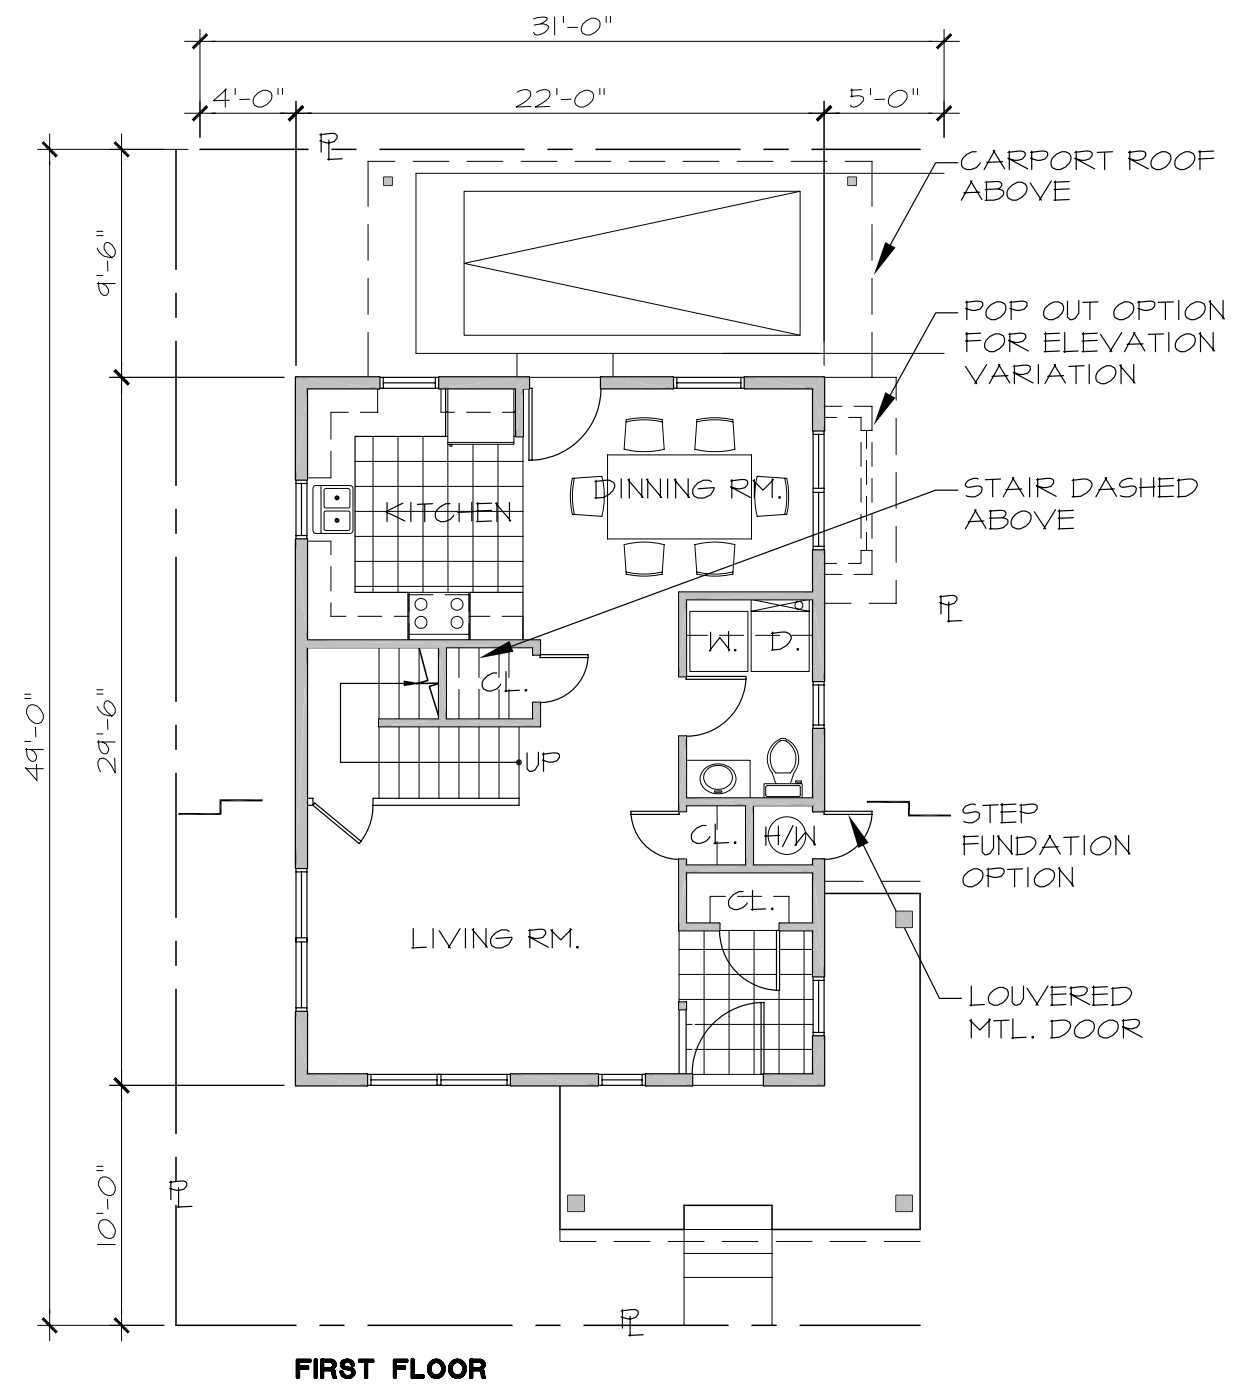 31'-0"
4'-0"
22'-0"
5'-0"
PL
CARPORT ROOF
ABOVE
9'-6"
POP OUT OPTION
FOR ELEVATION
VARIATION
DINNING RM.
KITCHEN
STAIR DASHED
ABOVE
PL
W.
D.
CL.
49'-0"
29'-6"
UP
CL.
H/W
STEP
FUNDATION
OPTION
CL.
LIVING RM.
LOUVERED
MTL. DOOR
10'-0"
PL
PL
FIRST FLOOR